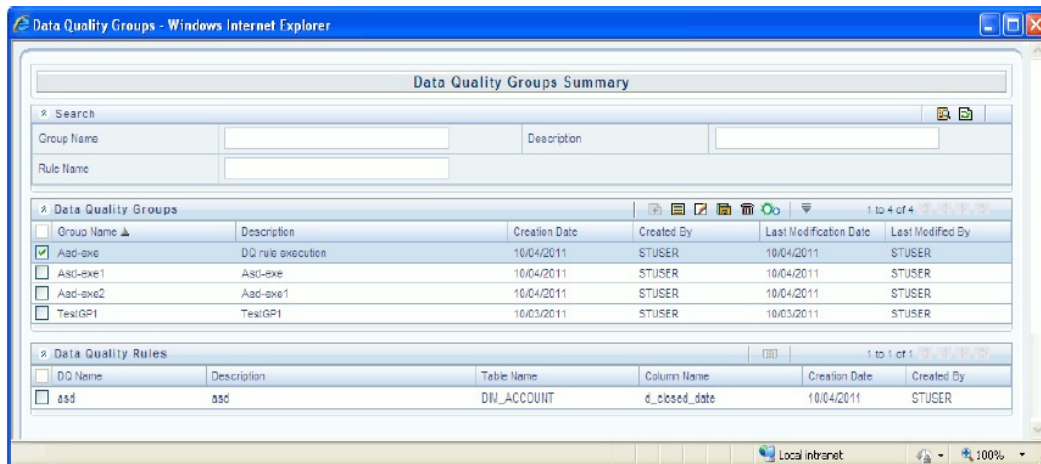 Data Quality Groups - Windows Internet Explorer
Data Quality Groups Summary
Search
Group Name Description
Rule Name
Data Quality Groups 1 to 4 of 4
Group Name Description Creation Date Created By Last Modification Date Last Modified By
Asd-exe DQ rule execution 10/04/2011 STUSER 10/04/2011 STUSER
Asd-exe1 Asd-exe 10/04/2011 STUSER 10/04/2011 STUSER
Asd-exe2 Asd-exe1 10/04/2011 STUSER 10/04/2011 STUSER
TestGP1 TestGP1 10/03/2011 STUSER 10/03/2011 STUSER
Data Quality Rules 1 to 1 of 1
DQ Name Description Table Name Column Name Creation Date Created By
asd asd DIM_ACCOUNT d_closed_date 10/04/2011 STUSER
Local intranet 100%